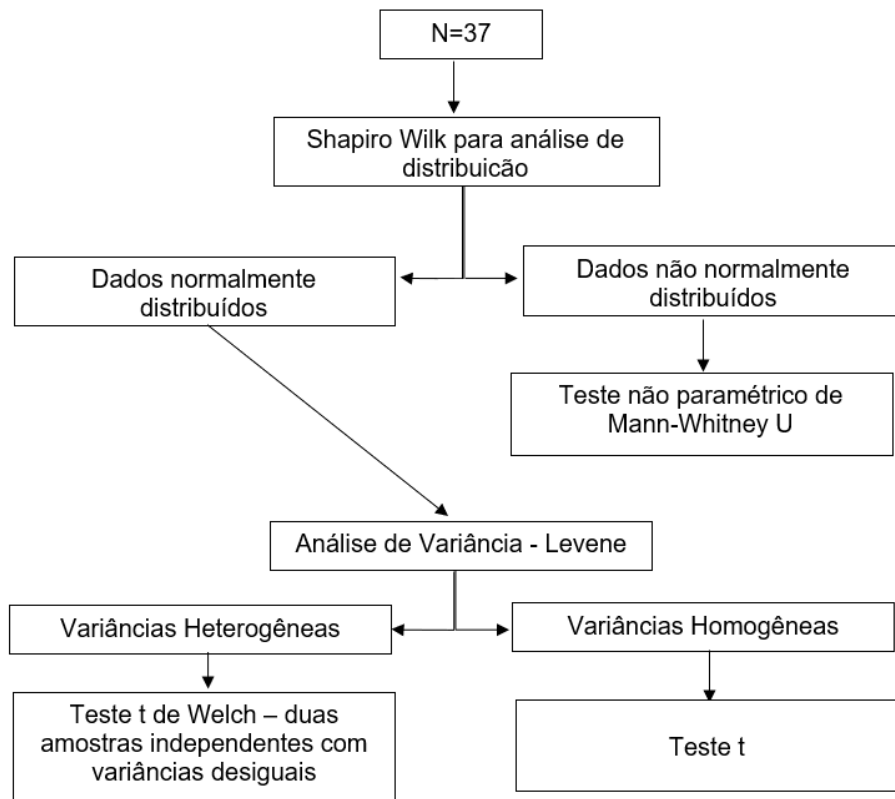 N=37
Shapiro Wilk para análise de
distribuicão
Dados normalmente
distribuídos
Dados não normalmente
distribuídos
Teste não paramétrico de
Mann-Whitney U
Análise de Variância - Levene
Variâncias Heterogêneas
Variâncias Homogêneas
Teste t de Welch – duas
amostras independentes com
variâncias desiguais
Teste t